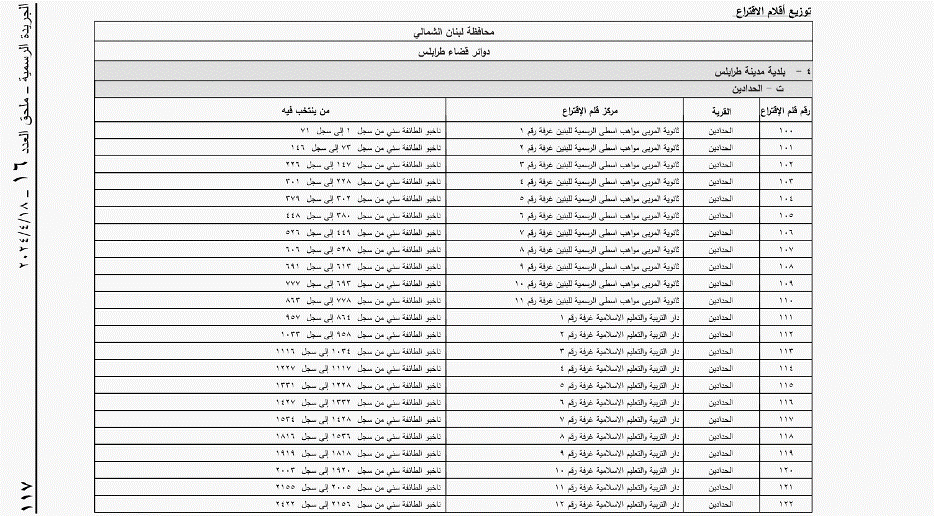 الجريدة الرسمية – ملحق العدد ١٦ – ٢٠٢٤/٤/١٨
١١٧
توزيع أقلام الاقتراع
محافظة لبنان الشمالي
دوائر قضاء طرابلس
٤ - بلدية مدينة طرابلس
ت - الحدادين
رقم قلم الإقتراع القرية مركز قلم الإقتراع من ينتخب فيه
١٠٠ الحدادين ثانوية المربي مواهب اسطى الرسمية للبنين غرفة رقم ١ ناخبو الطائفة سني من سجل ١ إلى سجل ٧١
١٠١ الحدادين ثانوية المربي مواهب اسطى الرسمية للبنين غرفة رقم ٢ ناخبو الطائفة سني من سجل ٧٣ إلى سجل ١٤٦
١٠٢ الحدادين ثانوية المربي مواهب اسطى الرسمية للبنين غرفة رقم ٣ ناخبو الطائفة سني من سجل ١٤٧ إلى سجل ٢٢٦
١٠٣ الحدادين ثانوية المربي مواهب اسطى الرسمية للبنين غرفة رقم ٤ ناخبو الطائفة سني من سجل ٢٢٨ إلى سجل ٣٠١
١٠٤ الحدادين ثانوية المربي مواهب اسطى الرسمية للبنين غرفة رقم ٥ ناخبو الطائفة سني من سجل ٣٠٢ إلى سجل ٣٧٩
١٠٥ الحدادين ثانوية المربي مواهب اسطى الرسمية للبنين غرفة رقم ٦ ناخبو الطائفة سني من سجل ٣٨٠ إلى سجل ٤٤٨
١٠٦ الحدادين ثانوية المربي مواهب اسطى الرسمية للبنين غرفة رقم ٧ ناخبو الطائفة سني من سجل ٤٤٩ إلى سجل ٥٢٦
١٠٧ الحدادين ثانوية المربي مواهب اسطى الرسمية للبنين غرفة رقم ٨ ناخبو الطائفة سني من سجل ٥٢٨ إلى سجل ٦٠٦
١٠٨ الحدادين ثانوية المربي مواهب اسطى الرسمية للبنين غرفة رقم ٩ ناخبو الطائفة سني من سجل ٦١٣ إلى سجل ٦٩١
١٠٩ الحدادين ثانوية المربي مواهب اسطى الرسمية للبنين غرفة رقم ١٠ ناخبو الطائفة سني من سجل ٦٩٣ إلى سجل ٧٧٧
١١٠ الحدادين ثانوية المربي مواهب اسطى الرسمية للبنين غرفة رقم ١١ ناخبو الطائفة سني من سجل ٧٧٨ إلى سجل ٨٦٣
١١١ الحدادين دار التربية والتعليم الاسلامية غرفة رقم ١ ناخبو الطائفة سني من سجل ٨٦٤ إلى سجل ٩٥٧
١١٢ الحدادين دار التربية والتعليم الاسلامية غرفة رقم ٢ ناخبو الطائفة سني من سجل ٩٥٨ إلى سجل ١٠٣٣
١١٣ الحدادين دار التربية والتعليم الاسلامية غرفة رقم ٣ ناخبو الطائفة سني من سجل ١٠٣٤ إلى سجل ١١١٦
١١٤ الحدادين دار التربية والتعليم الاسلامية غرفة رقم ٤ ناخبو الطائفة سني من سجل ١١١٧ إلى سجل ١٢٢٧
١١٥ الحدادين دار التربية والتعليم الاسلامية غرفة رقم ٥ ناخبو الطائفة سني من سجل ١٢٢٨ إلى سجل ١٣٣١
١١٦ الحدادين دار التربية والتعليم الاسلامية غرفة رقم ٦ ناخبو الطائفة سني من سجل ١٣٣٢ إلى سجل ١٤٢٧
١١٧ الحدادين دار التربية والتعليم الاسلامية غرفة رقم ٧ ناخبو الطائفة سني من سجل ١٤٢٨ إلى سجل ١٥٣٤
١١٨ الحدادين دار التربية والتعليم الاسلامية غرفة رقم ٨ ناخبو الطائفة سني من سجل ١٥٣٦ إلى سجل ١٨١٦
١١٩ الحدادين دار التربية والتعليم الاسلامية غرفة رقم ٩ ناخبو الطائفة سني من سجل ١٨١٨ إلى سجل ١٩١٩
١٢٠ الحدادين دار التربية والتعليم الاسلامية غرفة رقم ١٠ ناخبو الطائفة سني من سجل ١٩٢٠ إلى سجل ٢٠٠٣
١٢١ الحدادين دار التربية والتعليم الاسلامية غرفة رقم ١١ ناخبو الطائفة سني من سجل ٢٠٠٥ إلى سجل ٢١٥٥
١٢٢ الحدادين دار التربية والتعليم الاسلامية غرفة رقم ١٢ ناخبو الطائفة سني من سجل ٢١٥٦ إلى سجل ٢٤٢٢